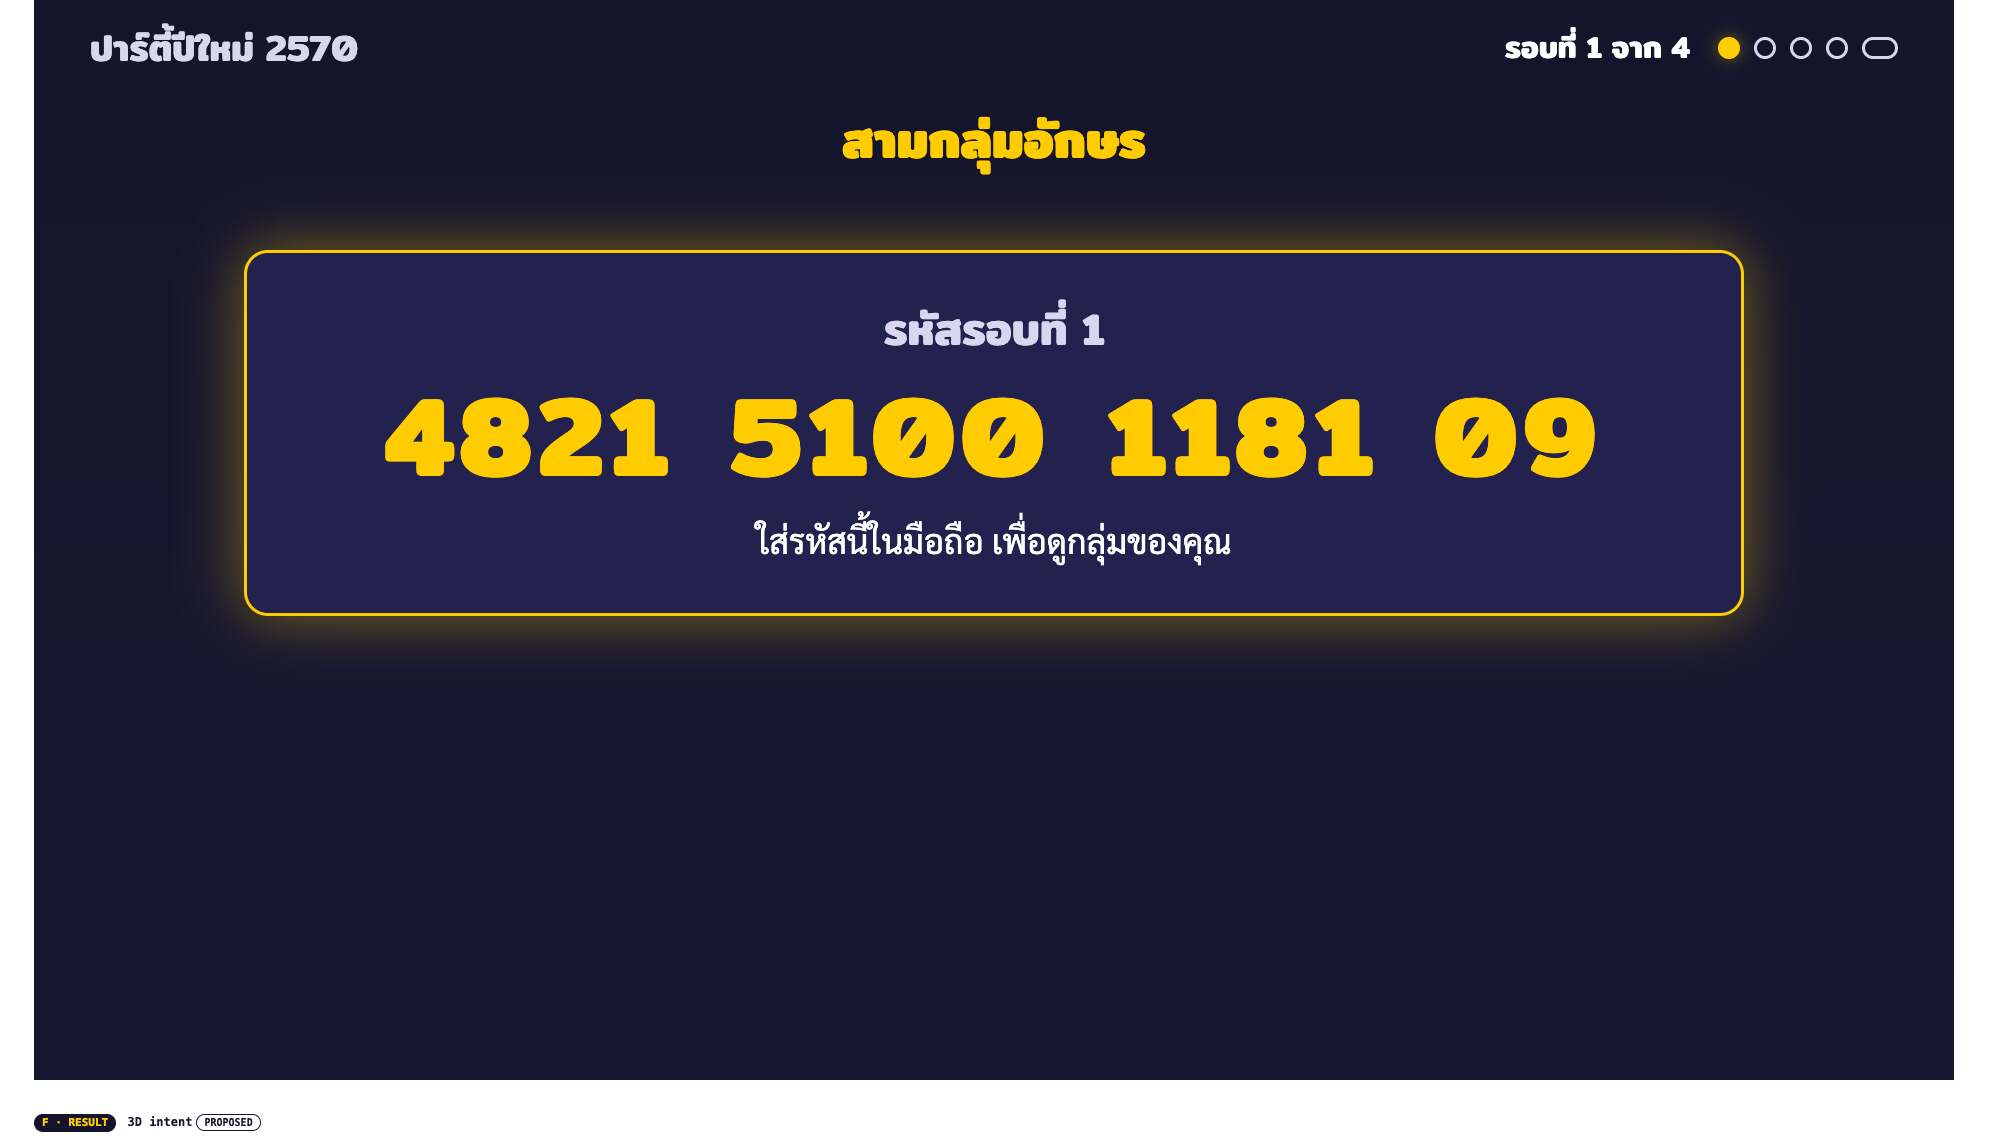 ปาร์ตี้ปีใหม่ 2570
รอบที่ 1 จาก 4
สามกลุ่มอักษร
รหัสรอบที่ 1
4821 5100 1181 09
ใส่รหัสนี้ในมือถือ เพื่อดูกลุ่มของคุณ
F · RESULT 3D intent PROPOSED